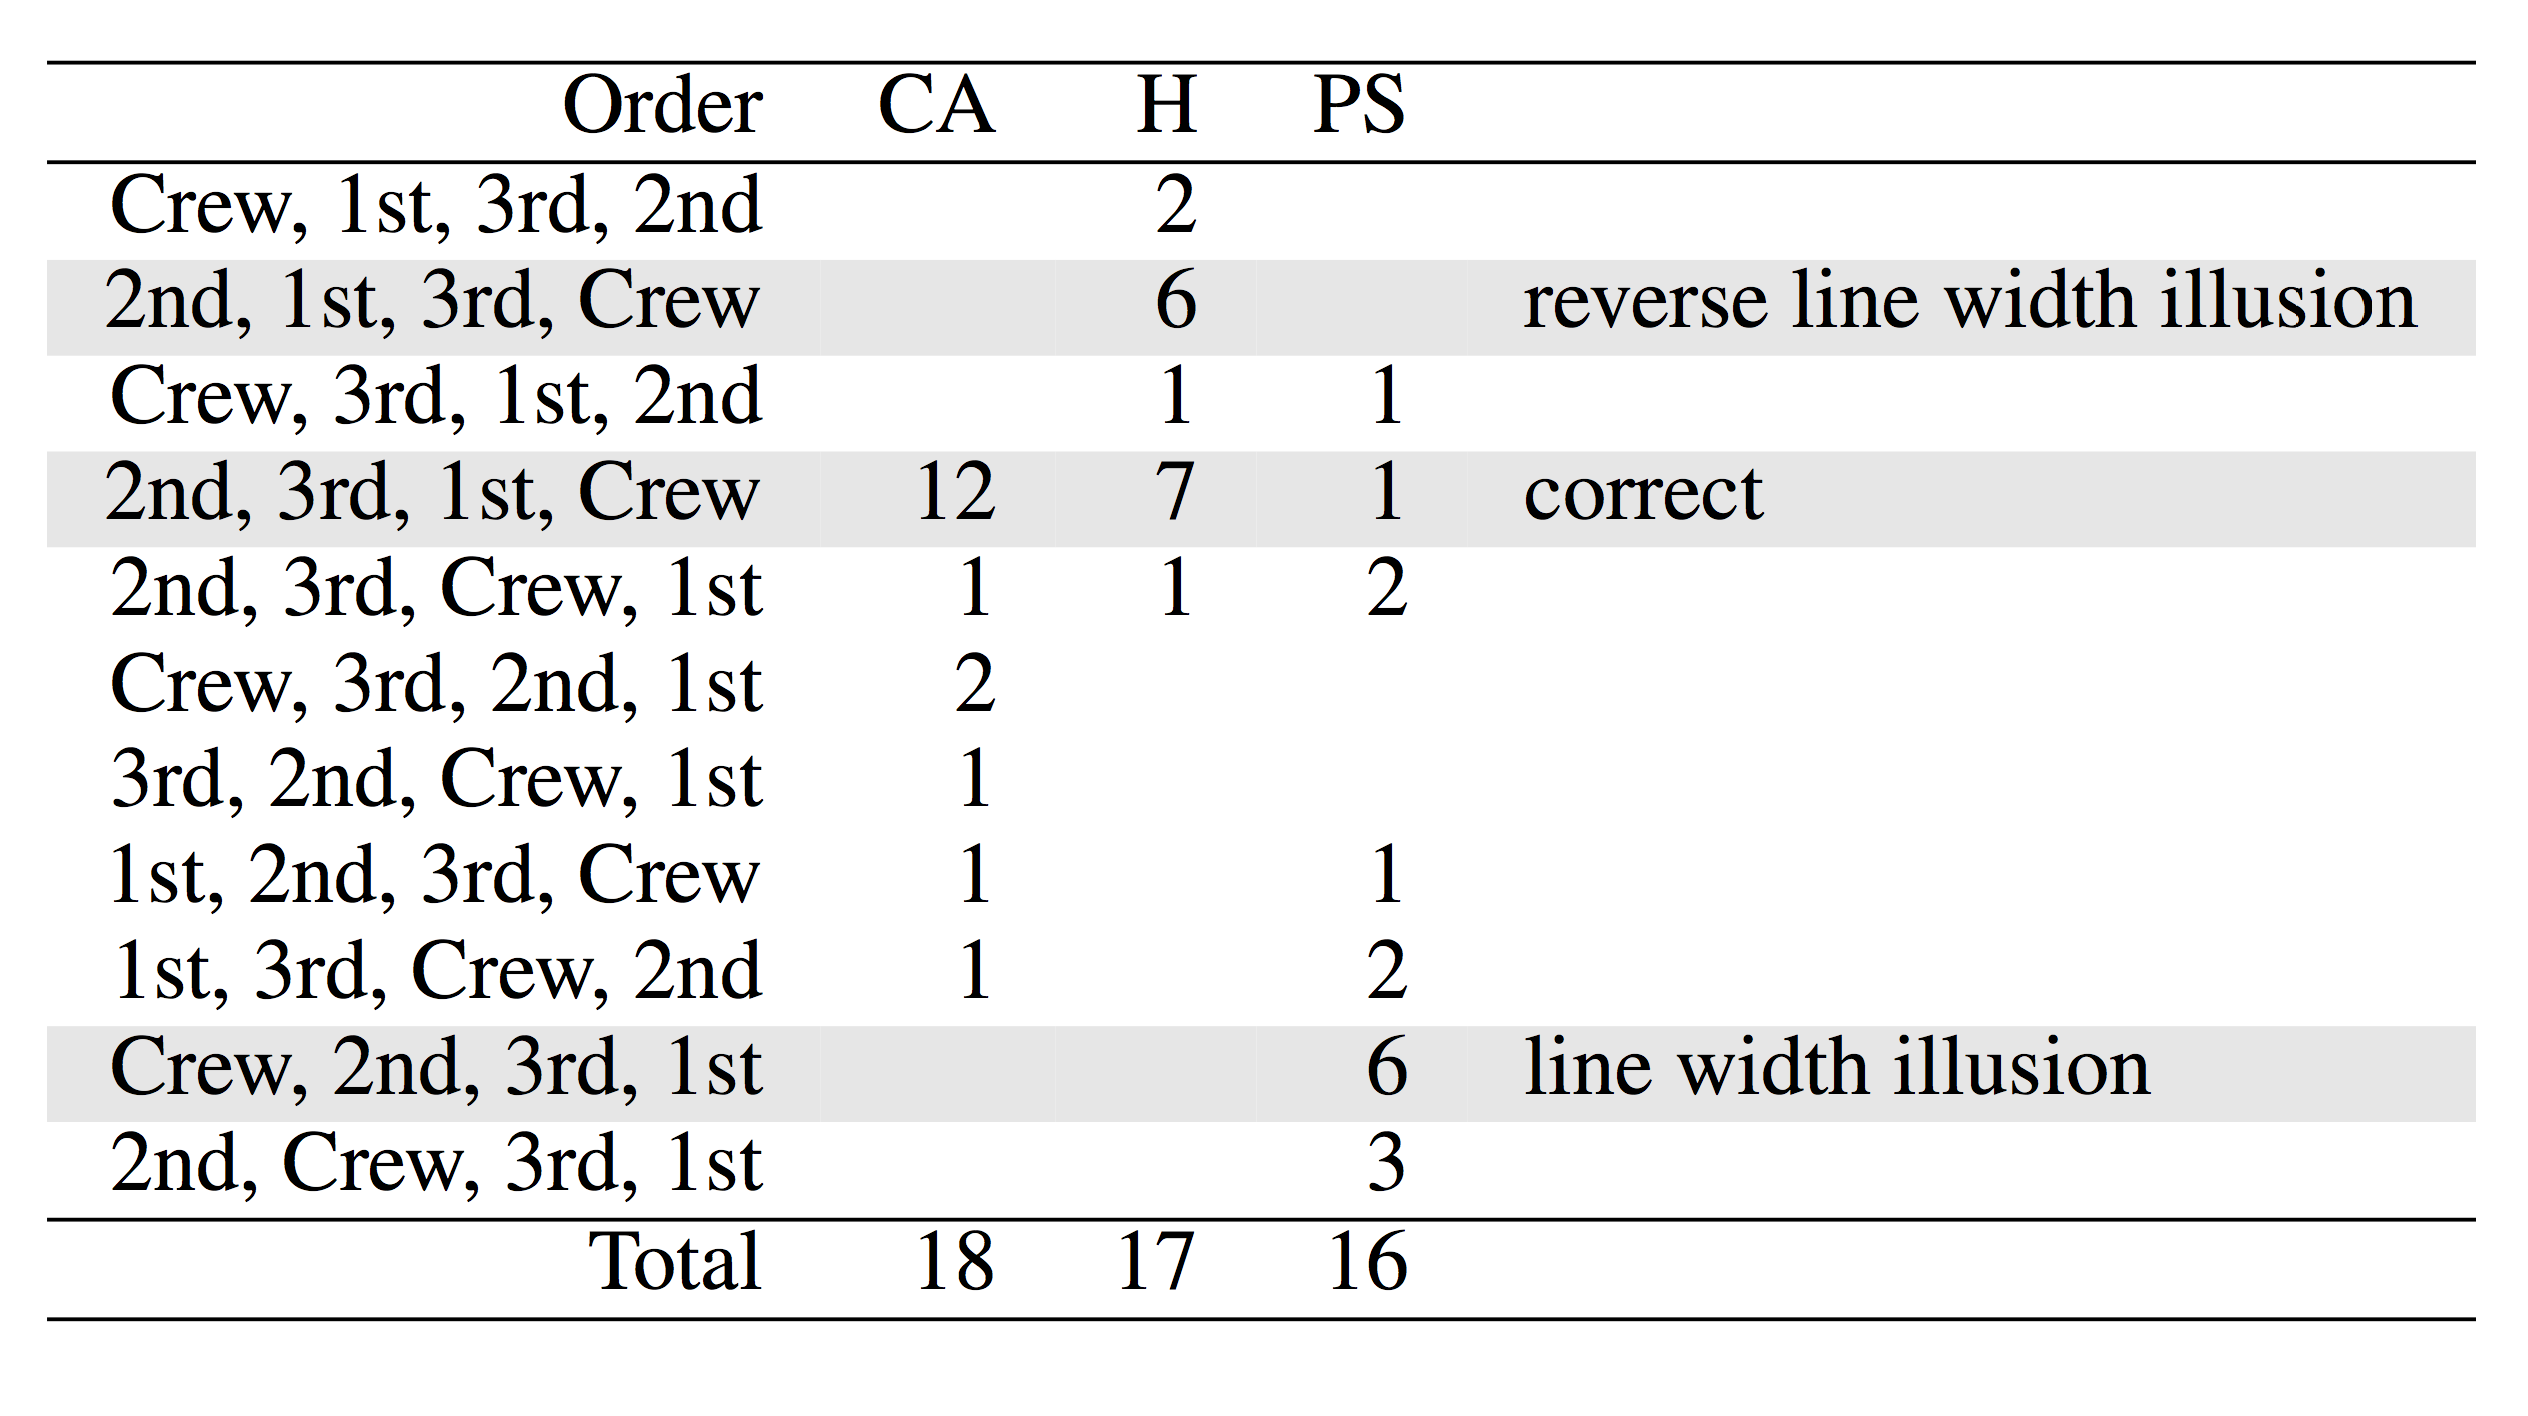 Order CA H PS
Crew, 1st, 3rd, 2nd 2
2nd, 1st, 3rd, Crew 6 reverse line width illusion
Crew, 3rd, 1st, 2nd 1 1
2nd, 3rd, 1st, Crew 12 7 1 correct
2nd, 3rd, Crew, 1st 1 1 2
Crew, 3rd, 2nd, 1st 2
3rd, 2nd, Crew, 1st 1
1st, 2nd, 3rd, Crew 1 1
1st, 3rd, Crew, 2nd 1 2
Crew, 2nd, 3rd, 1st 6 line width illusion
2nd, Crew, 3rd, 1st 3
Total 18 17 16